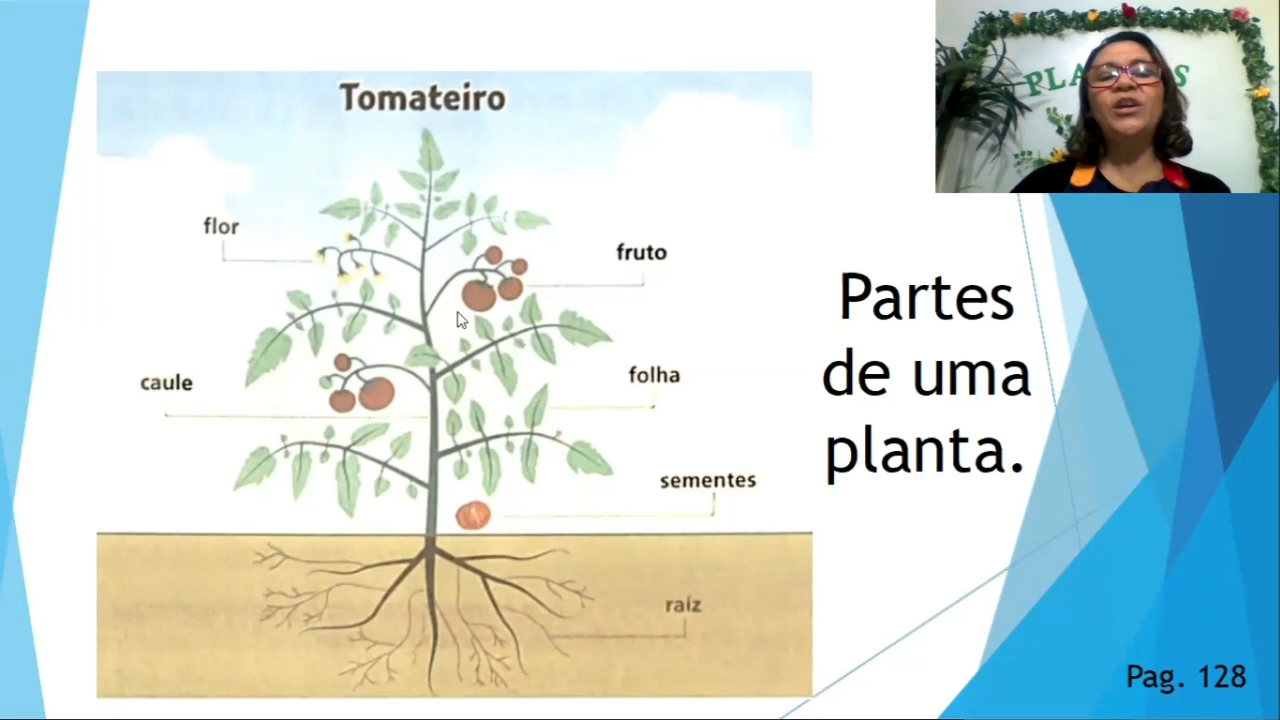 Tomateiro
flor
fruto
caule
folha
sementes
raíz
Partes
de uma
planta.
Pag. 128